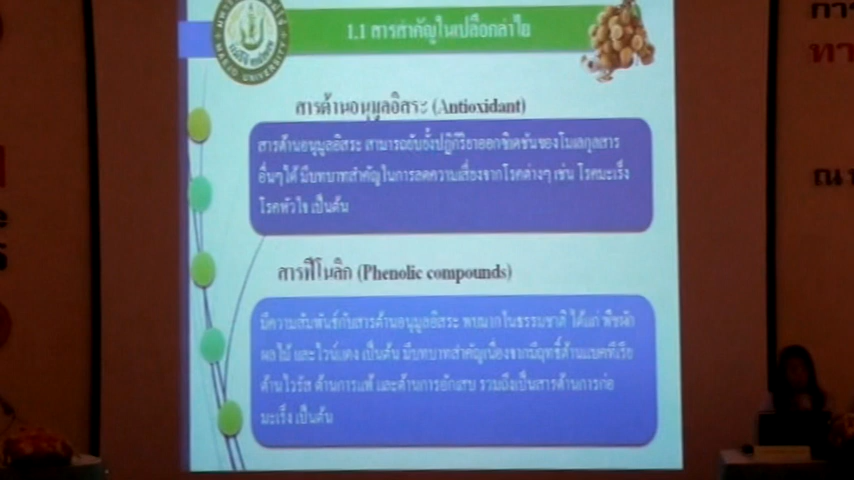 1.1 สารสำคัญในเปลือกลำไย
MAEJO UNIVERSITY
สารต้านอนุมูลอิสระ (Antioxidant)
สารต้านอนุมูลอิสระ สามารถยับยั้งปฏิกิริยาออกซิเดชันของโมเลกุลสาร
อื่นๆได้ มีบทบาทสำคัญในการลดความเสี่ยงจากโรคต่างๆ เช่น โรคมะเร็ง
โรคหัวใจ เป็นต้น
สารฟีโนลิก (Phenolic compounds)
มีความสัมพันธ์กับสารต้านอนุมูลอิสระ พบมากในธรรมชาติ ได้แก่ พืชผัก
ผลไม้ และไวน์แดง เป็นต้น มีบทบาทสำคัญเนื่องจากมีฤทธิ์ต้านแบคทีเรีย
ต้านไวรัส ต้านการแพ้ และต้านการอักเสบ รวมถึงเป็นสารต้านการก่อ
มะเร็ง เป็นต้น
การ
ทา
ณ